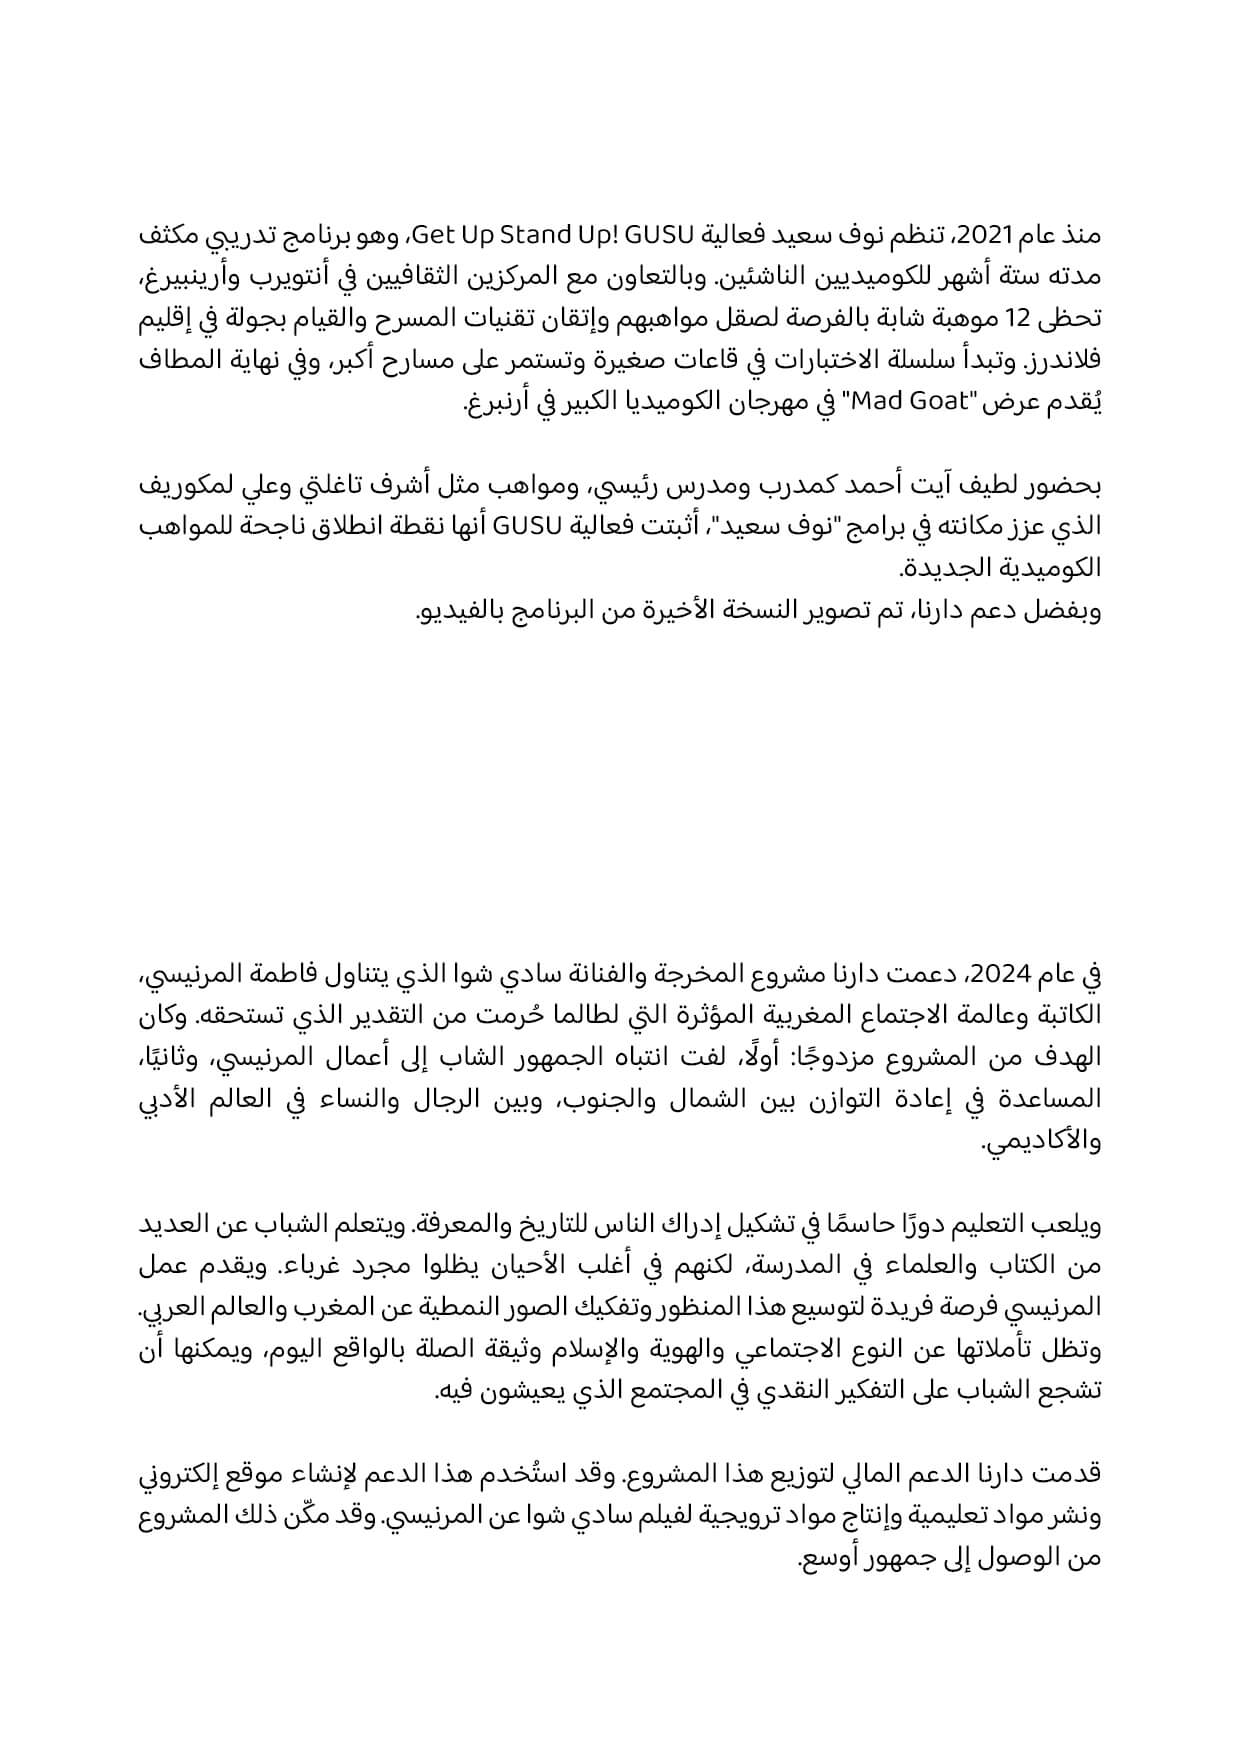 منذ عام 2021، تنظم نوف سعيد فعالية Get Up Stand Up! GUSU، وهو برنامج تدريبي مكثف
مدته ستة أشهر للكوميديين الناشئين. وبالتعاون مع المركزين الثقافيين في أنتويرب وأرينبيرغ،
تحظى 12 موهبة شابة بالفرصة لصقل مواهبهم وإتقان تقنيات المسرح والقيام بجولة في إقليم
فلاندرز. وتبدأ سلسلة الاختبارات في قاعات صغيرة وتستمر على مسارح أكبر، وفي نهاية المطاف
يُقدم عرض "Mad Goat" في مهرجان الكوميديا الكبير في أرنبرغ.
بحضور لطيف آيت أحمد كمدرب ومدرس رئيسي، ومواهب مثل أشرف تاغلتي وعلي لمكوريف
الذي عزز مكانته في برامج "نوف سعيد"، أثبتت فعالية GUSU أنها نقطة انطلاق ناجحة للمواهب
الكوميدية الجديدة.
وبفضل دعم دارنا، تم تصوير النسخة الأخيرة من البرنامج بالفيديو.
في عام 2024، دعمت دارنا مشروع المخرجة والفنانة سادي شوا الذي يتناول فاطمة المرنيسي،
الكاتبة وعالمة الاجتماع المغربية المؤثرة التي لطالما حُرمت من التقدير الذي تستحقه. وكان
الهدف من المشروع مزدوجًا: أولًا، لفت انتباه الجمهور الشاب إلى أعمال المرنيسي، وثانيًا،
المساعدة في إعادة التوازن بين الشمال والجنوب، وبين الرجال والنساء في العالم الأدبي
والأكاديمي.
ويلعب التعليم دورًا حاسمًا في تشكيل إدراك الناس للتاريخ والمعرفة. ويتعلم الشباب عن العديد
من الكتاب والعلماء في المدرسة، لكنهم في أغلب الأحيان يظلوا مجرد غرباء. ويقدم عمل
المرنيسي فرصة فريدة لتوسيع هذا المنظور وتفكيك الصور النمطية عن المغرب والعالم العربي.
وتظل تأملاتها عن النوع الاجتماعي والهوية والإسلام وثيقة الصلة بالواقع اليوم، ويمكنها أن
تشجع الشباب على التفكير النقدي في المجتمع الذي يعيشون فيه.
قدمت دارنا الدعم المالي لتوزيع هذا المشروع. وقد استُخدم هذا الدعم لإنشاء موقع إلكتروني
ونشر مواد تعليمية وإنتاج مواد ترويجية لفيلم سادي شوا عن المرنيسي. وقد مكّن ذلك المشروع
من الوصول إلى جمهور أوسع.